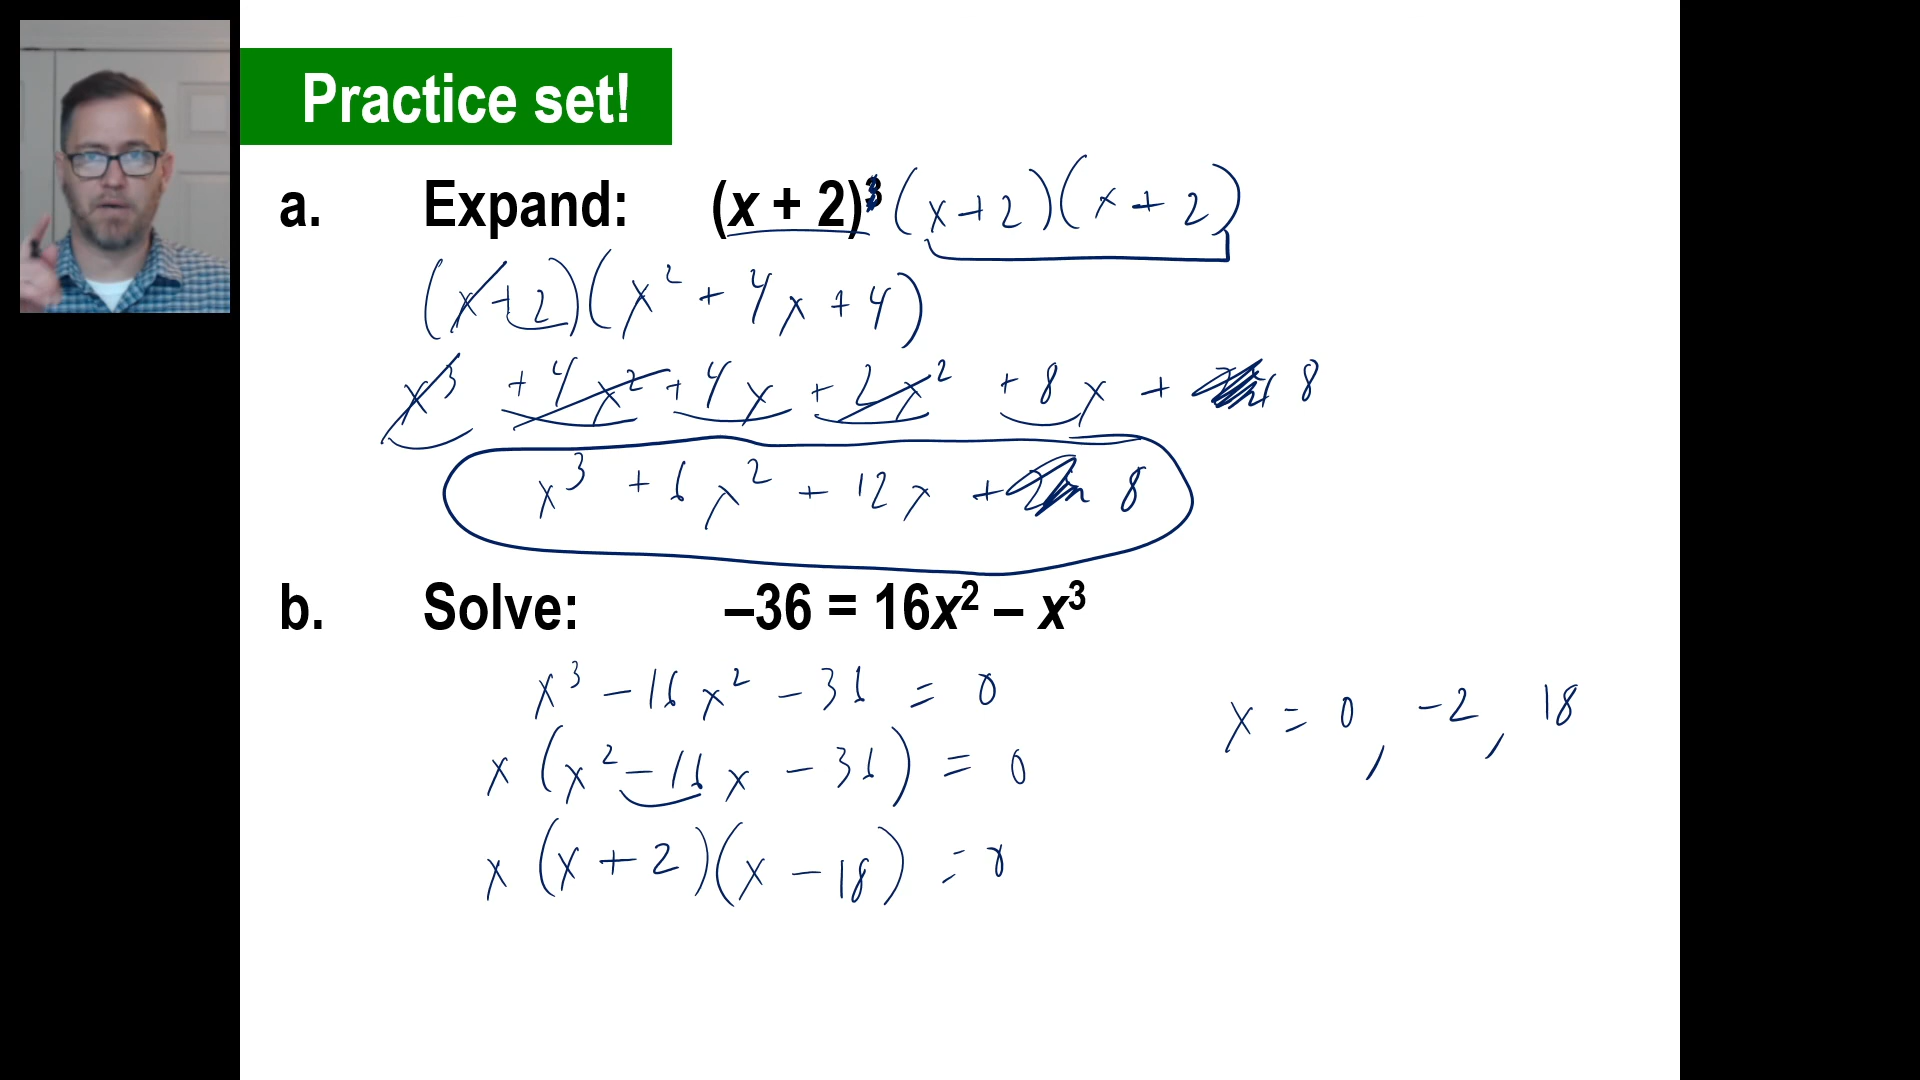 Practice set!
a. Expand: (x + 2)³ (x + 2)(x + 2)
(x + 2)(x² + 4x + 4)
x³ + 4x² + 4x + 2x² + 8x + 8
x³ + 6x² + 12x + 8
b. Solve: –36 = 16x² – x³
x³ – 16x² – 36 = 0
x (x² – 16x – 36) = 0
x = 0, -2, 18
x (x + 2)(x – 18) = 0